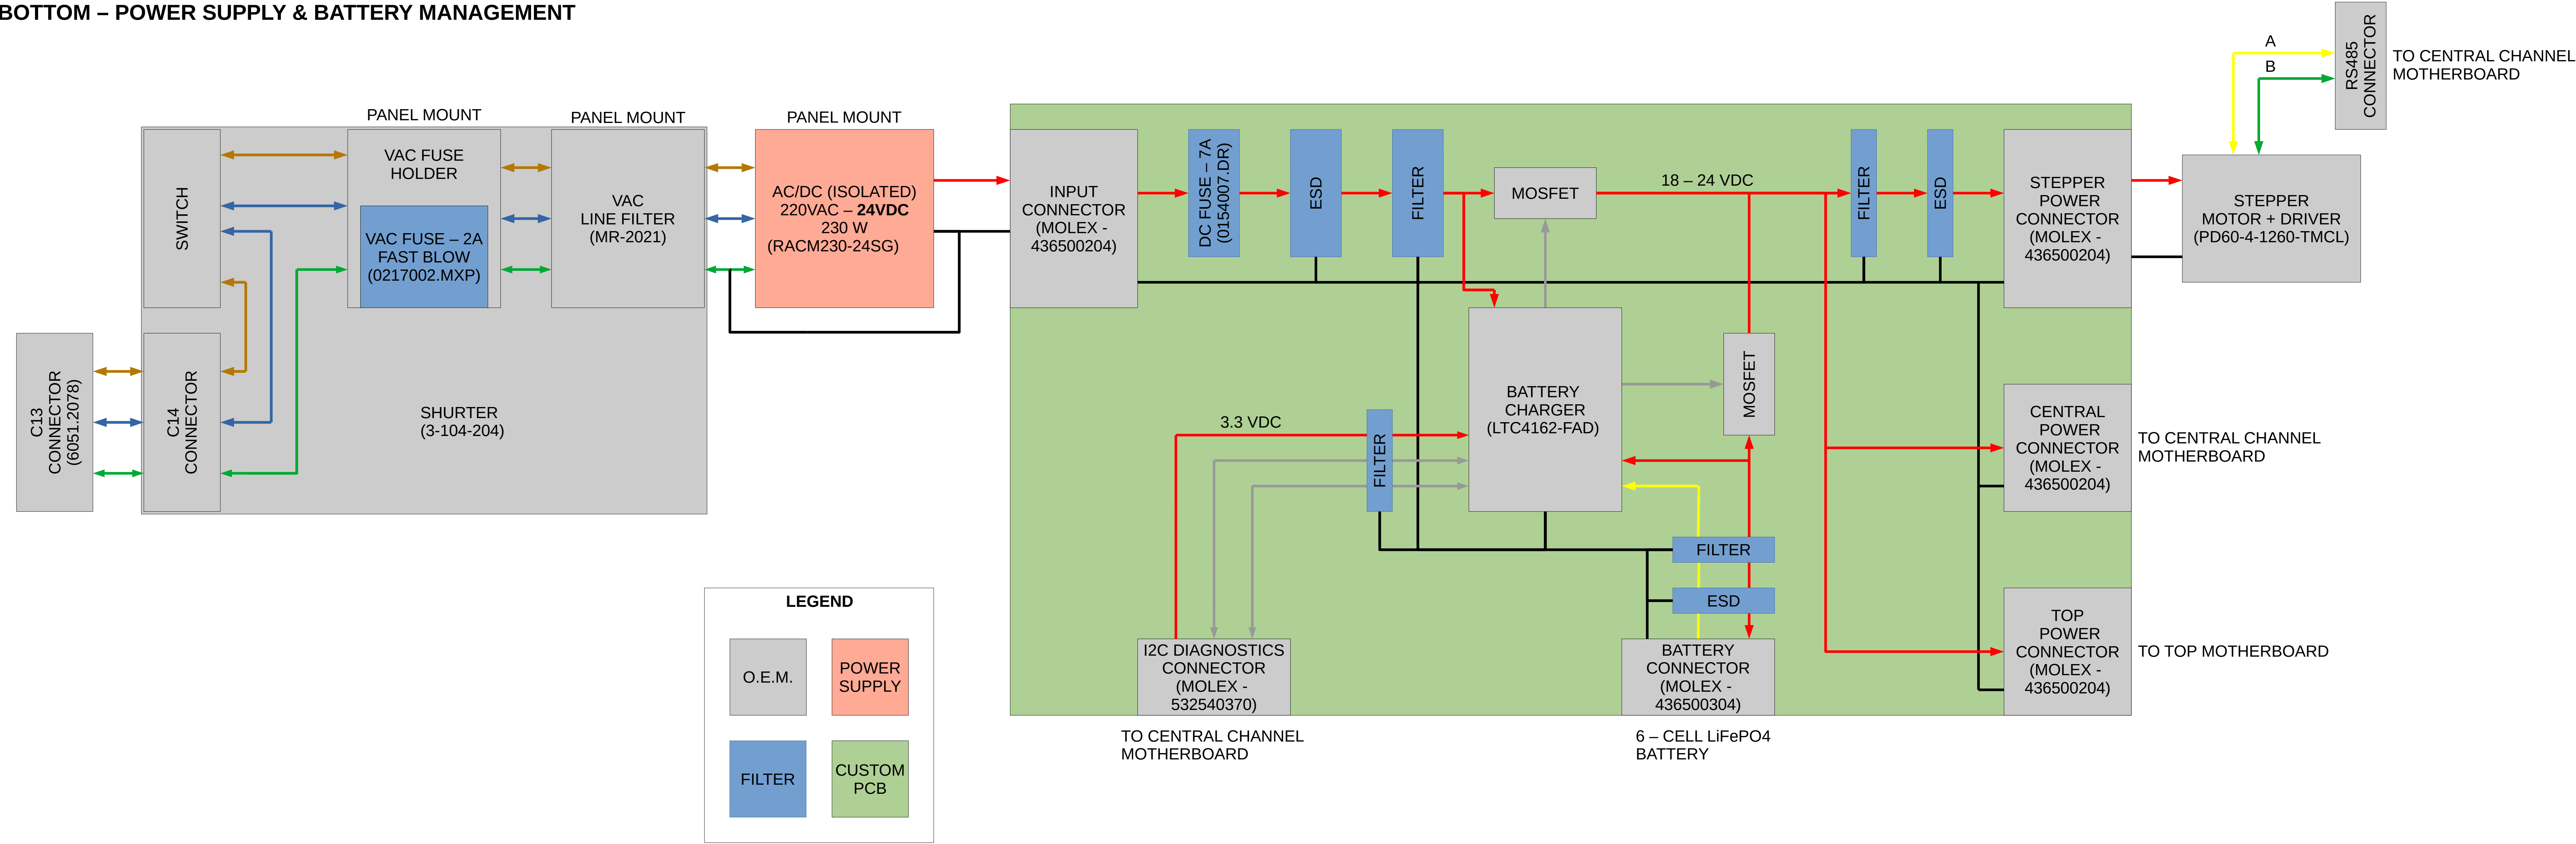 BOTTOM – POWER SUPPLY & BATTERY MANAGEMENT
A
B
RS485
CONNECTOR
TO CENTRAL CHANNEL
MOTHERBOARD
PANEL MOUNT
PANEL MOUNT
PANEL MOUNT
SWITCH
VAC FUSE
HOLDER
VAC FUSE – 2A
FAST BLOW
(0217002.MXP)
VAC
LINE FILTER
(MR-2021)
AC/DC (ISOLATED)
220VAC – 24VDC
230 W
(RACM230-24SG)
INPUT
CONNECTOR
(MOLEX -
436500204)
DC FUSE – 7A
(0154007.DR)
ESD
FILTER
MOSFET
18 – 24 VDC
FILTER
ESD
STEPPER
POWER
CONNECTOR
(MOLEX -
436500204)
STEPPER
MOTOR + DRIVER
(PD60-4-1260-TMCL)
C13
CONNECTOR
(6051.2078)
C14
CONNECTOR
SHURTER
(3-104-204)
3.3 VDC
FILTER
BATTERY
CHARGER
(LTC4162-FAD)
MOSFET
CENTRAL
POWER
CONNECTOR
(MOLEX -
436500204)
TO CENTRAL CHANNEL
MOTHERBOARD
FILTER
ESD
I2C DIAGNOSTICS
CONNECTOR
(MOLEX -
532540370)
TO CENTRAL CHANNEL
MOTHERBOARD
BATTERY
CONNECTOR
(MOLEX -
436500304)
6 – CELL LiFePO4
BATTERY
TOP
POWER
CONNECTOR
(MOLEX -
436500204)
TO TOP MOTHERBOARD
LEGEND
O.E.M.
POWER
SUPPLY
FILTER
CUSTOM
PCB